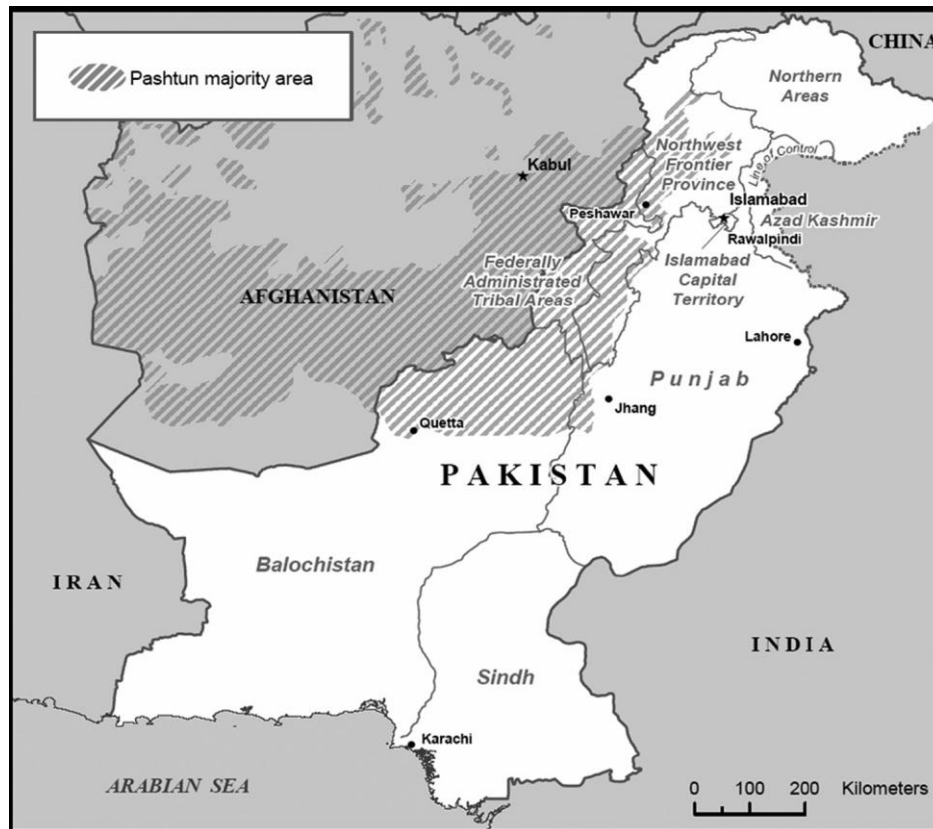 Pashtun majority area
CHINA
Northern
Areas
Northwest
Frontier
Province
Line of Control
Kabul
Peshawar
Islamabad
Azad Kashmir
Rawalpindi
Islamabad
Capital
Territory
Federally
Administrated
Tribal Areas
AFGHANISTAN
Lahore
Punjab
Jhang
Quetta
PAKISTAN
Balochistan
IRAN
INDIA
Sindh
Karachi
ARABIAN SEA
0 100 200 Kilometers